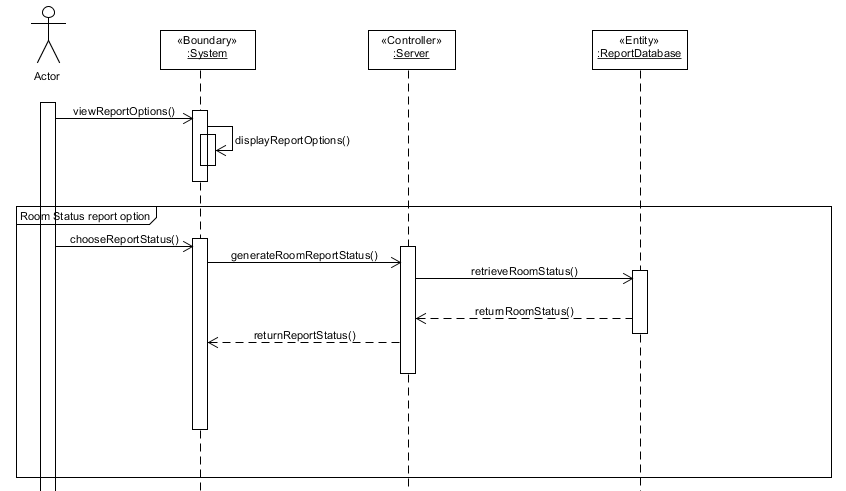 «Boundary»
:System
«Controller»
:Server
«Entity»
:ReportDatabase
Actor
viewReportOptions()
displayReportOptions()
Room Status report option
chooseReportStatus()
generateRoomReportStatus()
retrieveRoomStatus()
returnRoomStatus()
returnReportStatus()